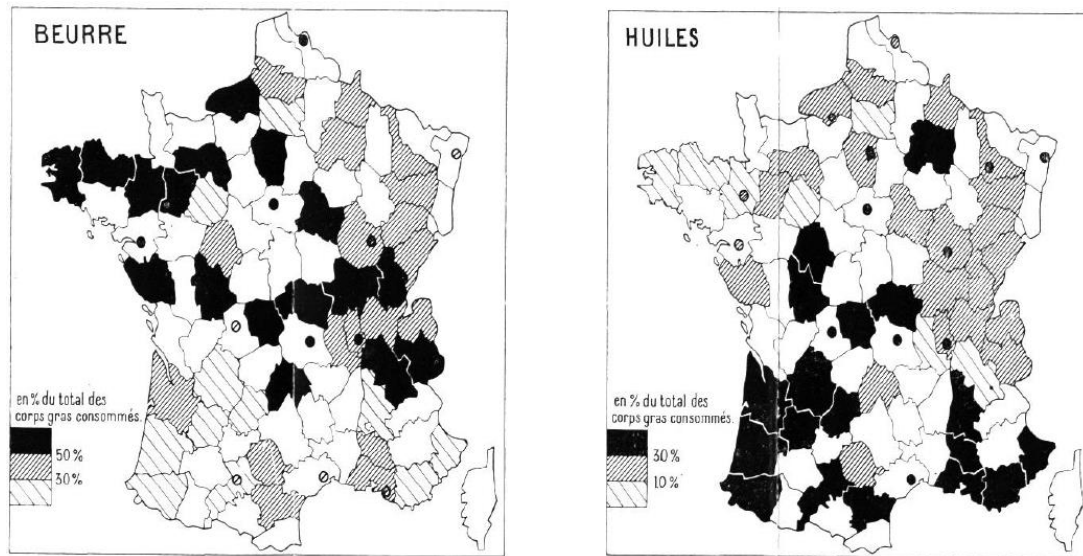 BEURRE
en % du total des
corps gras consommés.
50%
30%
HUILES
en % du total des
corps gras consommés.
30%
10%